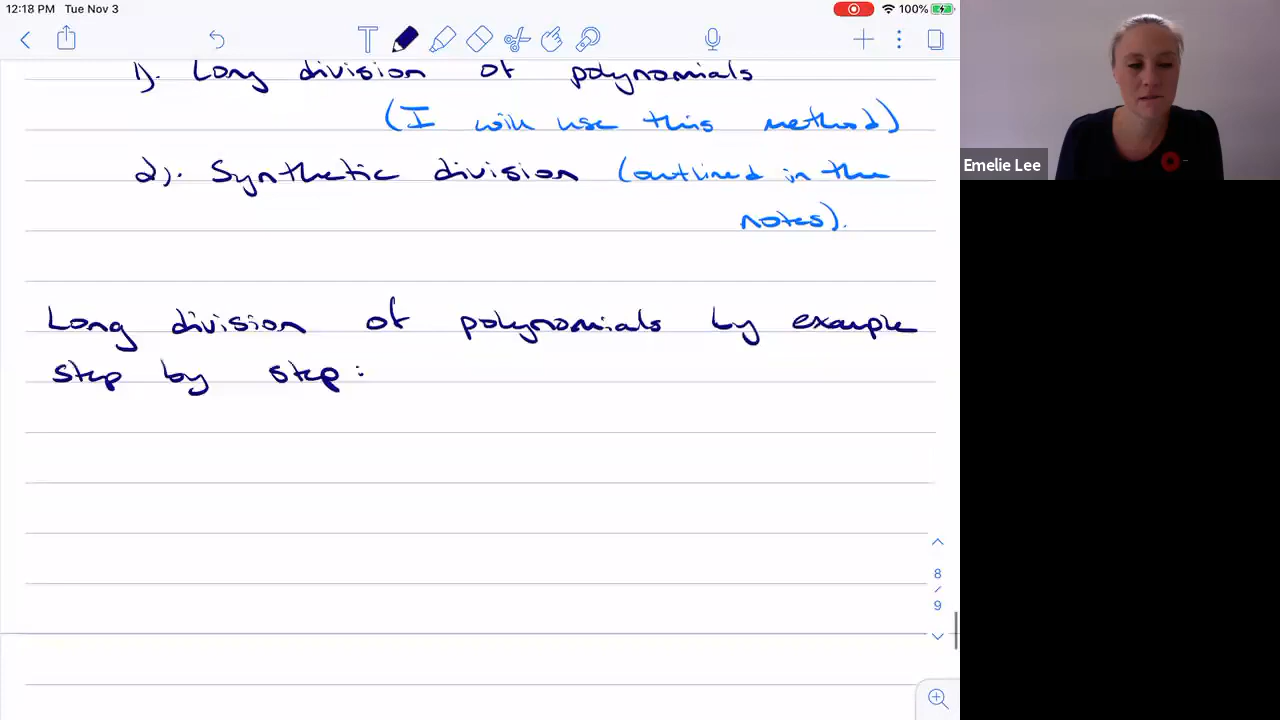 12:18 PM Tue Nov 3
100%
1). Long division of polynomials
(I will use this method)
2). Synthetic division (outlined in the
notes).
Long division of polynomials by example
step by step:
Emelie Lee
8
/
9